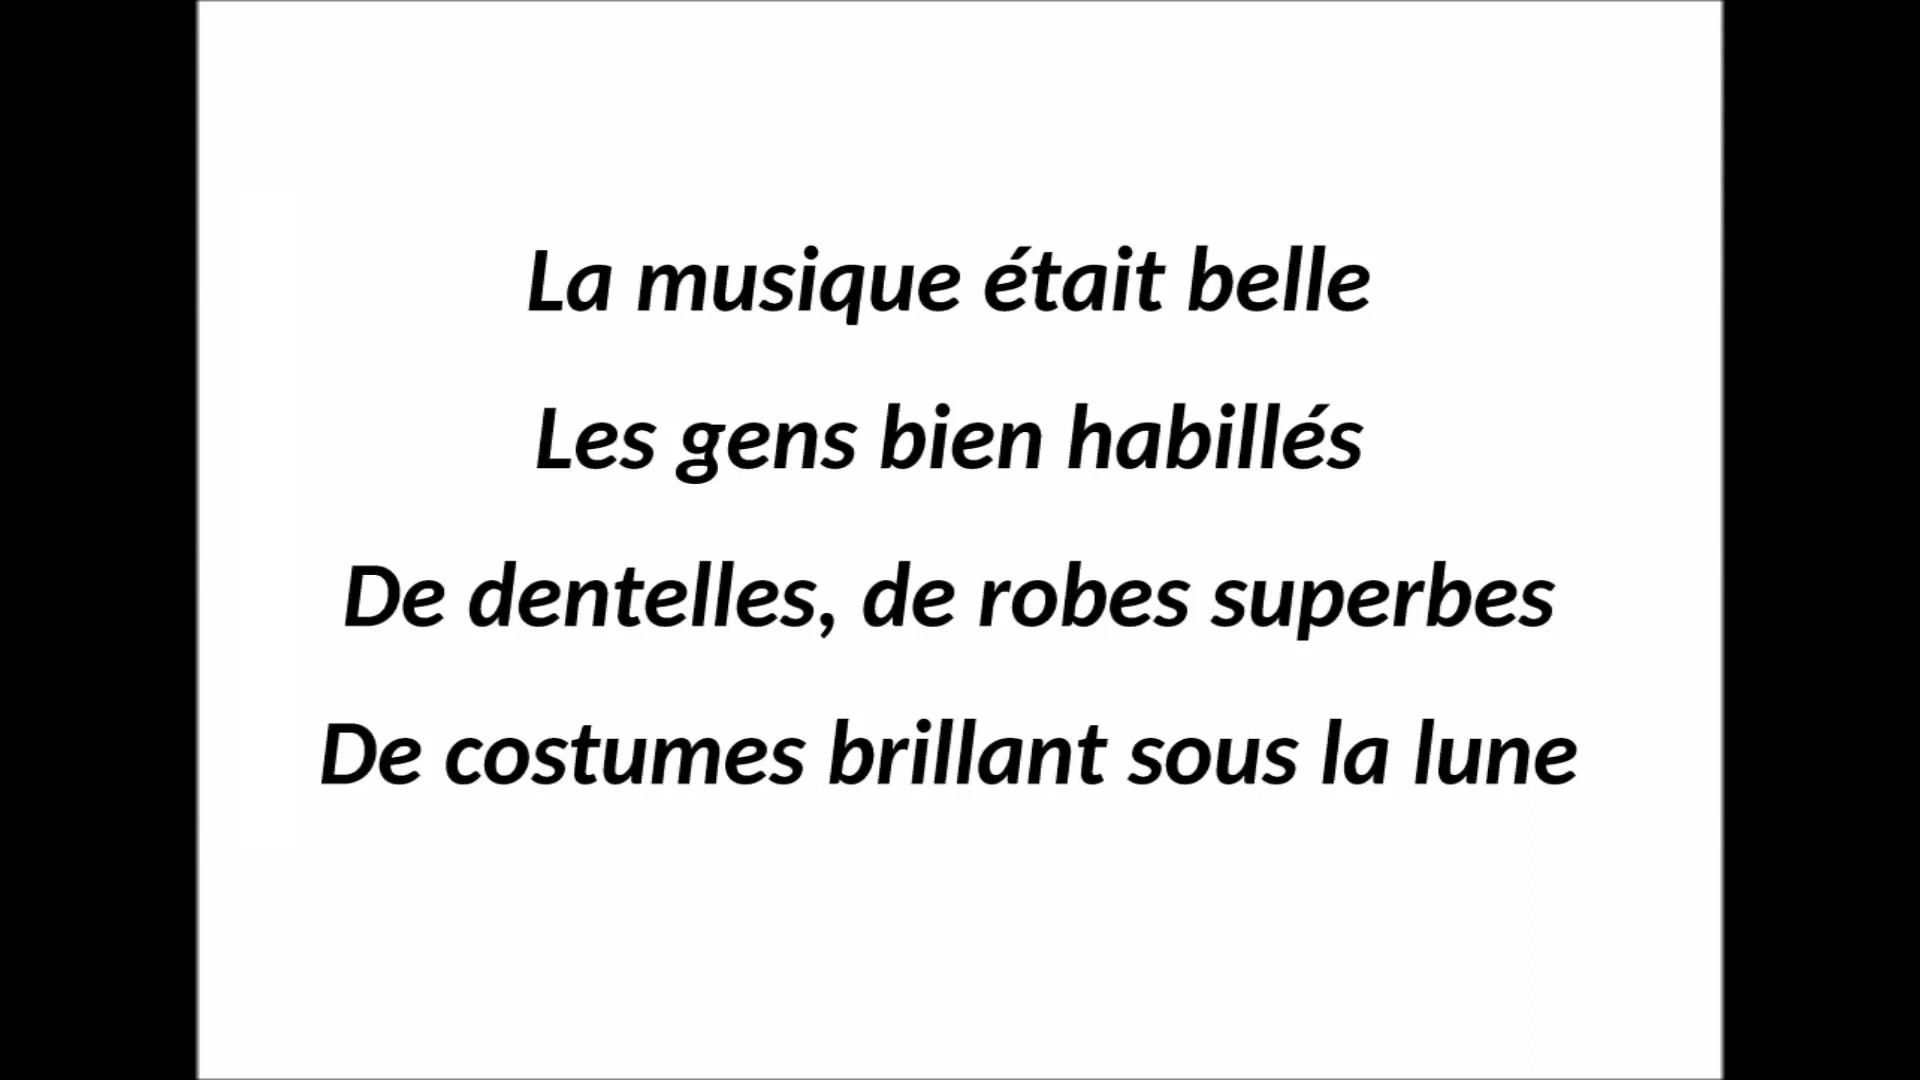 La musique était belle
Les gens bien habillés
De dentelles, de robes superbes
De costumes brillant sous la lune